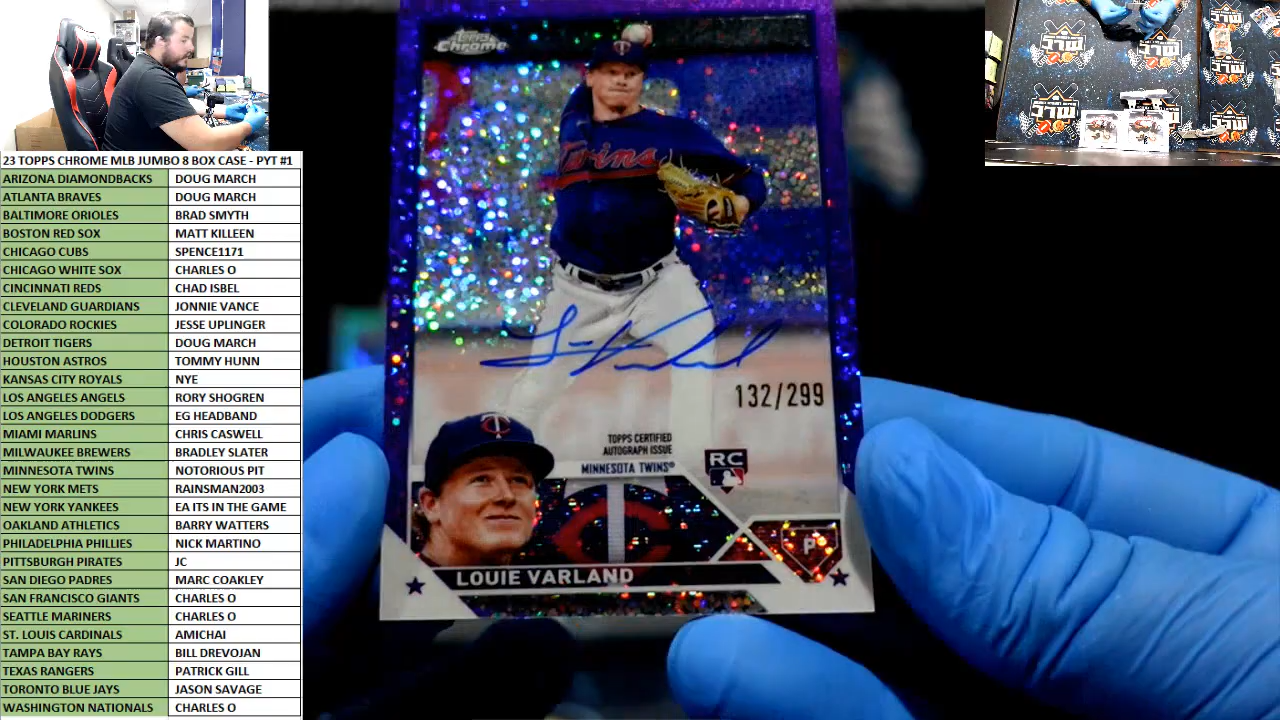 23 TOPPS CHROME MLB JUMBO 8 BOX CASE - PYT #1
ARIZONA DIAMONDBACKS DOUG MARCH
ATLANTA BRAVES DOUG MARCH
BALTIMORE ORIOLES BRAD SMYTH
BOSTON RED SOX MATT KILLEEN
CHICAGO CUBS SPENCE1171
CHICAGO WHITE SOX CHARLES O
CINCINNATI REDS CHAD ISBEL
CLEVELAND GUARDIANS JONNIE VANCE
COLORADO ROCKIES JESSE UPLINGER
DETROIT TIGERS DOUG MARCH
HOUSTON ASTROS TOMMY HUNN
KANSAS CITY ROYALS NYE
LOS ANGELES ANGELS RORY SHOGREN
LOS ANGELES DODGERS EG HEADBAND
MIAMI MARLINS CHRIS CASWELL
MILWAUKEE BREWERS BRADLEY SLATER
MINNESOTA TWINS NOTORIOUS PIT
NEW YORK METS RAINSMAN2003
NEW YORK YANKEES EA ITS IN THE GAME
OAKLAND ATHLETICS BARRY WATTERS
PHILADELPHIA PHILLIES NICK MARTINO
PITTSBURGH PIRATES JC
SAN DIEGO PADRES MARC COAKLEY
SAN FRANCISCO GIANTS CHARLES O
SEATTLE MARINERS CHARLES O
ST. LOUIS CARDINALS AMICHAI
TAMPA BAY RAYS BILL DREVOJAN
TEXAS RANGERS PATRICK GILL
TORONTO BLUE JAYS JASON SAVAGE
WASHINGTON NATIONALS CHARLES O
Topps
Chrome
Twins
132/299
TOPPS CERTIFIED
AUTOGRAPH ISSUE
MINNESOTA TWINS®
RC
P
LOUIE VARLAND